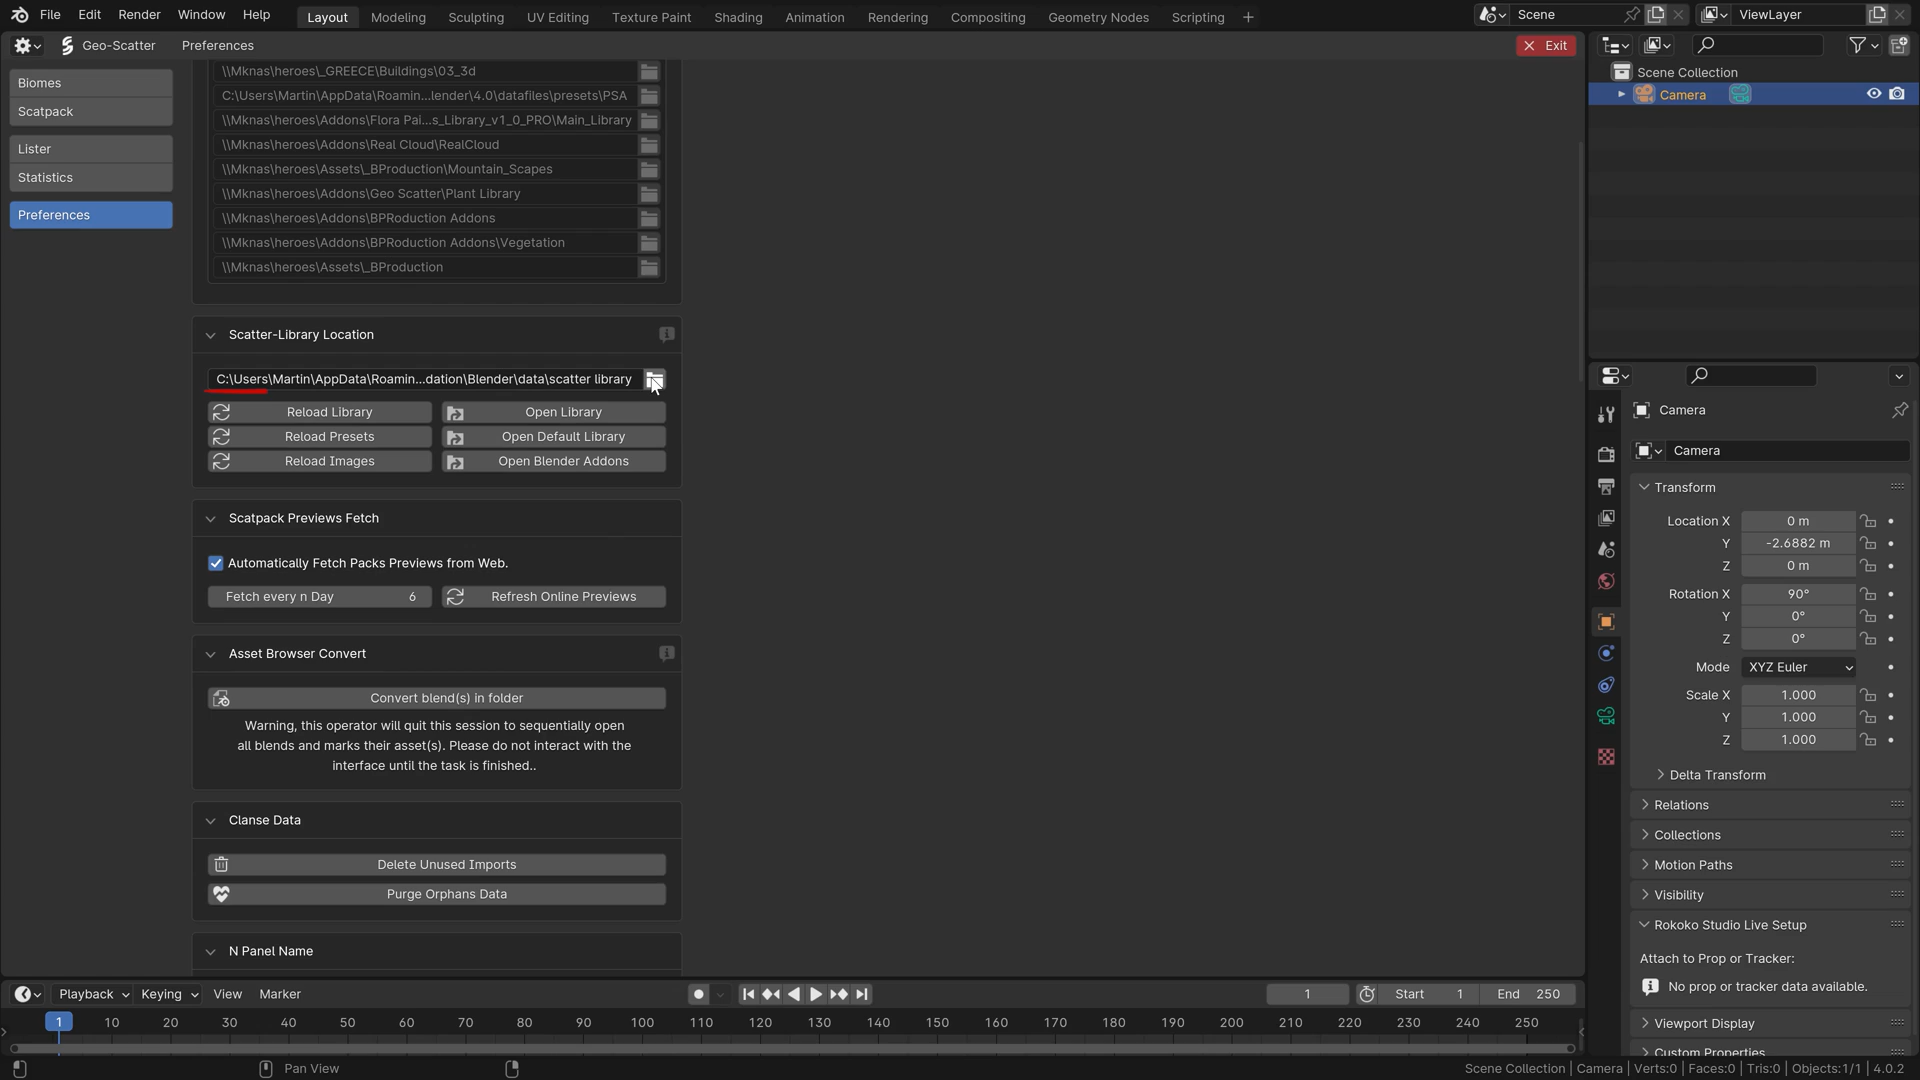 File Edit Render Window Help Layout Modeling Sculpting UV Editing Texture Paint Shading Animation Rendering Compositing Geometry Nodes Scripting + Scene ViewLayer
Geo-Scatter Preferences Exit
Biomes
Scatpack
Lister
Statistics
Preferences
\\Mknas\heroes\_GREECE\Buildings\03_3d
C:\Users\Martin\AppData\Roamin...lender\4.0\datafiles\presets\PSA
\\Mknas\heroes\Addons\Flora Pai...s_Library_v1_0_PRO\Main_Library
\\Mknas\heroes\Addons\Real Cloud\RealCloud
\\Mknas\heroes\Assets\_BProduction\Mountain_Scapes
\\Mknas\heroes\Addons\Geo Scatter\Plant Library
\\Mknas\heroes\Addons\BPRoduction Addons
\\Mknas\heroes\Addons\BPRoduction Addons\Vegetation
\\Mknas\heroes\Assets\_BProduction
Scatter-Library Location
C:\Users\Martin\AppData\Roamin...dation\Blender\data\scatter library
Reload Library Open Library
Reload Presets Open Default Library
Reload Images Open Blender Addons
Scatpack Previews Fetch
Automatically Fetch Packs Previews from Web.
Fetch every n Day 6 Refresh Online Previews
Asset Browser Convert
Convert blend(s) in folder
Warning, this operator will quit this session to sequentially open
all blends and marks their asset(s). Please do not interact with the
interface until the task is finished..
Clanse Data
Delete Unused Imports
Purge Orphans Data
N Panel Name
Scene Collection
Camera
Camera
Camera
Transform
Location X 0 m
Y -2.6882 m
Z 0 m
Rotation X 90°
Y 0°
Z 0°
Mode XYZ Euler
Scale X 1.000
Y 1.000
Z 1.000
Delta Transform
Relations
Collections
Motion Paths
Visibility
Rokoko Studio Live Setup
Attach to Prop or Tracker:
No prop or tracker data available.
Viewport Display
Custom Properties
Playback Keying View Marker 1 Start 1 End 250
1 10 20 30 40 50 60 70 80 90 100 110 120 130 140 150 160 170 180 190 200 210 220 230 240 250
Pan View
Scene Collection | Camera | Verts:0 | Faces:0 | Tris:0 | Objects:1/1 | 4.0.2